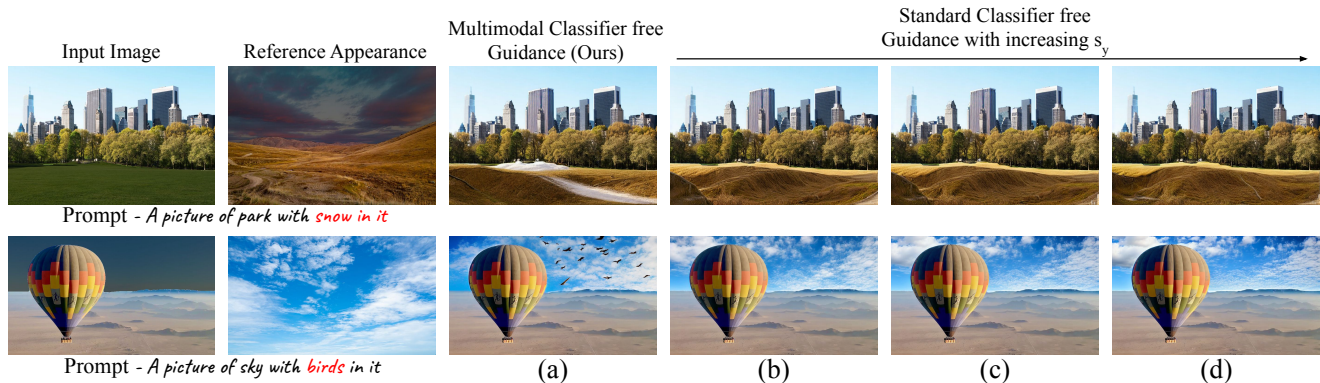 Input Image
Reference Appearance
Multimodal Classifier free
Guidance (Ours)
Standard Classifier free
Guidance with increasing s_y
Prompt - A picture of park with snow in it
Prompt - A picture of sky with birds in it
(a)
(b)
(c)
(d)